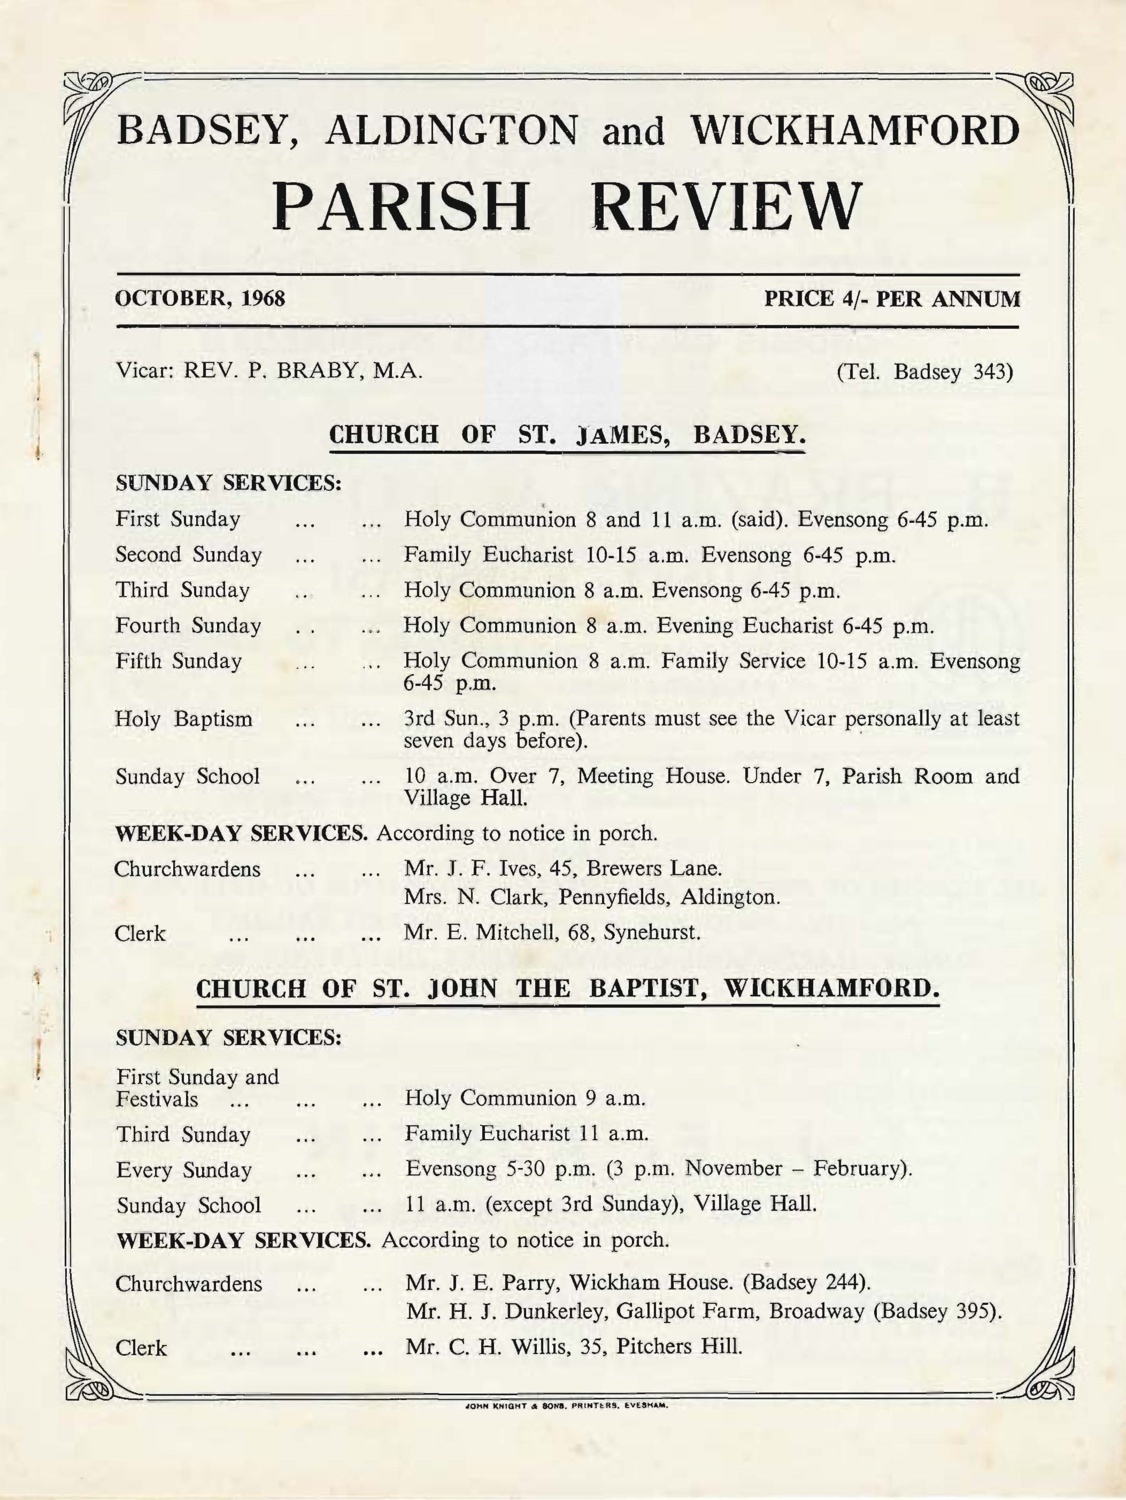 BADSEY, ALDINGTON and WICKHAMFORD
PARISH REVIEW
OCTOBER, 1968 PRICE 4/- PER ANNUM
Vicar: REV. P. BRABY, M.A. (Tel. Badsey 343)
CHURCH OF ST. JAMES, BADSEY.
SUNDAY SERVICES:
First Sunday ... ... Holy Communion 8 and 11 a.m. (said). Evensong 6-45 p.m.
Second Sunday ... ... Family Eucharist 10-15 a.m. Evensong 6-45 p.m.
Third Sunday .. ... Holy Communion 8 a.m. Evensong 6-45 p.m.
Fourth Sunday . . ... Holy Communion 8 a.m. Evening Eucharist 6-45 p.m.
Fifth Sunday ... ... Holy Communion 8 a.m. Family Service 10-15 a.m. Evensong
6-45 p.m.
Holy Baptism ... ... 3rd Sun., 3 p.m. (Parents must see the Vicar personally at least
seven days before).
Sunday School ... ... 10 a.m. Over 7, Meeting House. Under 7, Parish Room and
Village Hall.
WEEK-DAY SERVICES. According to notice in porch.
Churchwardens ... ... Mr. J. F. Ives, 45, Brewers Lane.
Mrs. N. Clark, Pennyfields, Aldington.
Clerk ... ... ... Mr. E. Mitchell, 68, Synehurst.
CHURCH OF ST. JOHN THE BAPTIST, WICKHAMFORD.
SUNDAY SERVICES:
First Sunday and
Festivals ... ... ... Holy Communion 9 a.m.
Third Sunday ... ... Family Eucharist 11 a.m.
Every Sunday ... ... Evensong 5-30 p.m. (3 p.m. November – February).
Sunday School ... ... 11 a.m. (except 3rd Sunday), Village Hall.
WEEK-DAY SERVICES. According to notice in porch.
Churchwardens ... ... Mr. J. E. Parry, Wickham House. (Badsey 244).
Mr. H. J. Dunkerley, Gallipot Farm, Broadway (Badsey 395).
Clerk ... ... ... Mr. C. H. Willis, 35, Pitchers Hill.
JOHN KNIGHT & SONS, PRINTERS, EVESHAM.